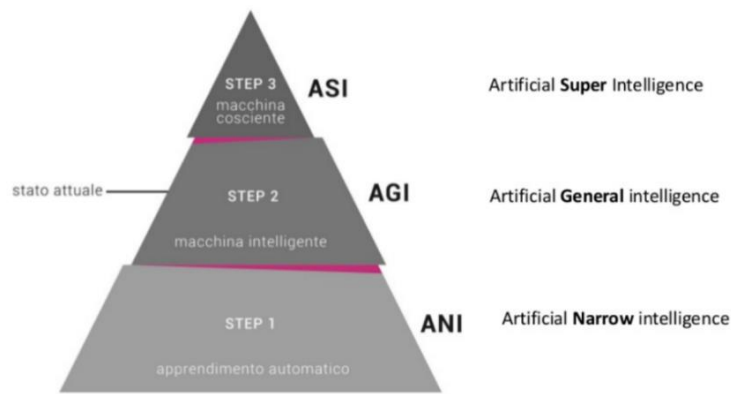 STEP 3
macchina
cosciente
ASI
Artificial Super Intelligence
stato attuale
STEP 2
macchina intelligente
AGI
Artificial General intelligence
STEP 1
apprendimento automatico
ANI
Artificial Narrow intelligence